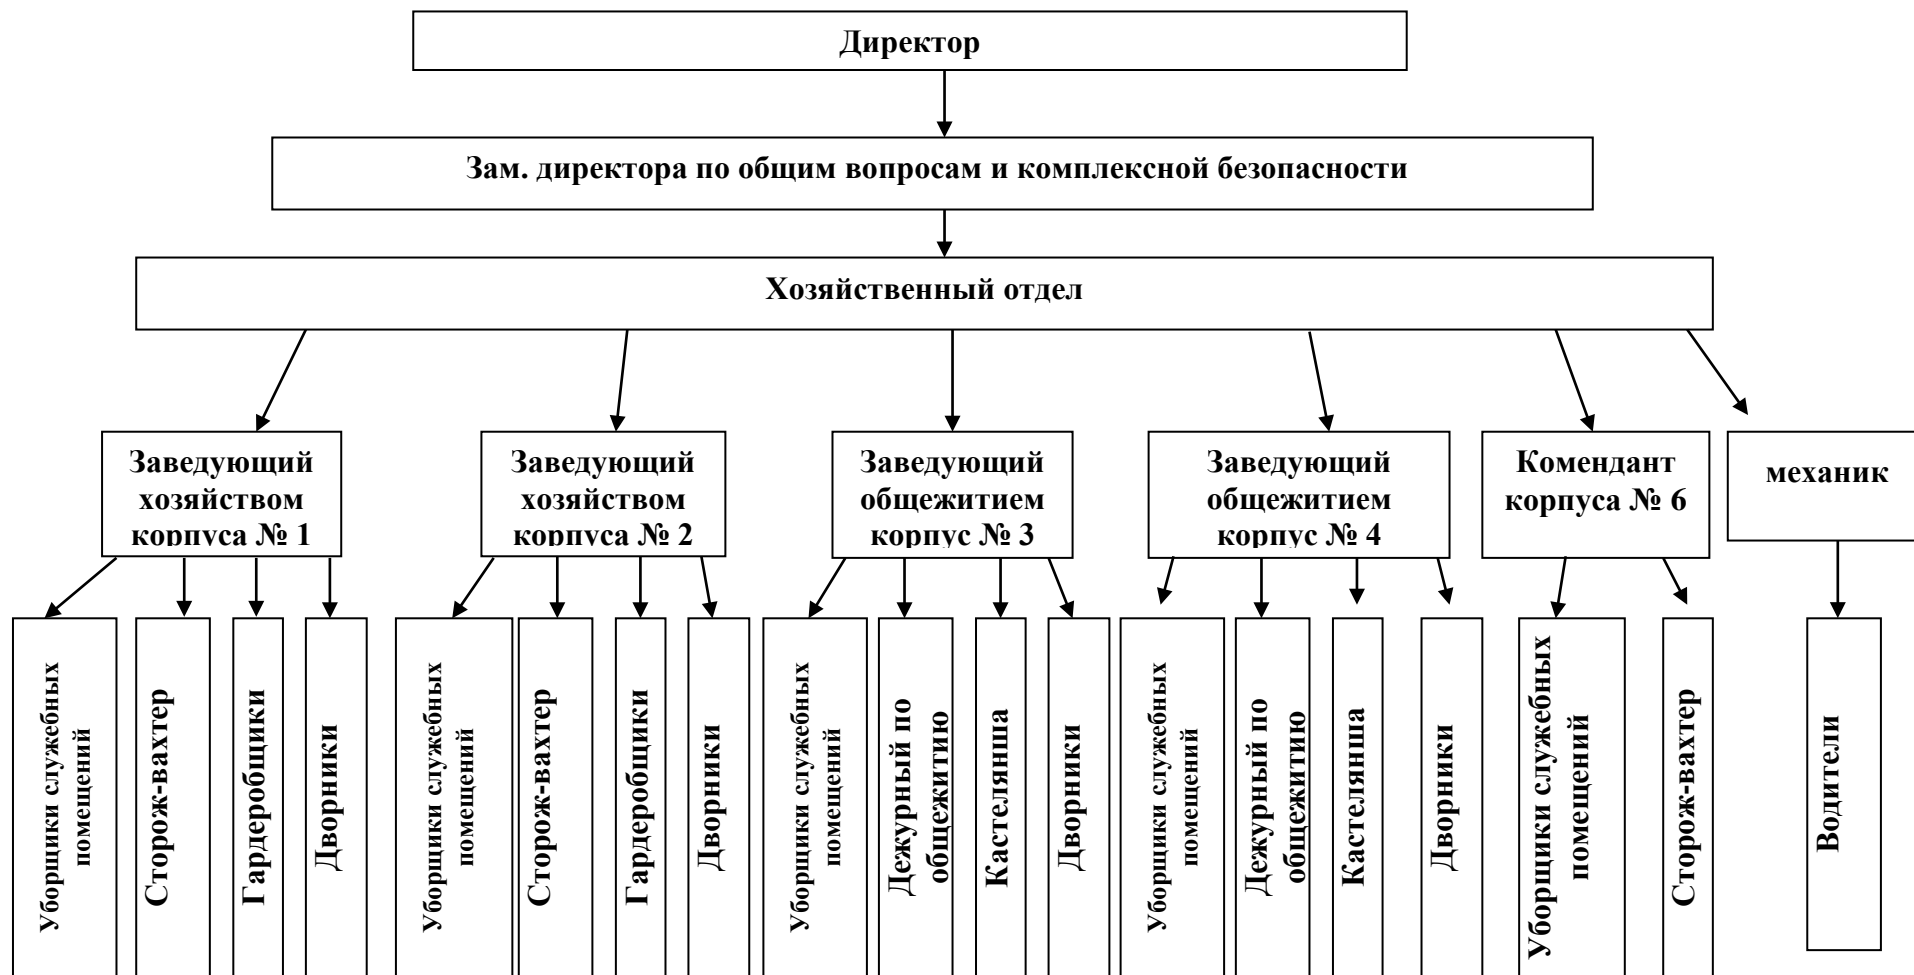 Директор
Зам. директора по общим вопросам и комплексной безопасности
Хозяйственный отдел
Заведующий
хозяйством
корпуса № 1
Заведующий
хозяйством
корпуса № 2
Заведующий
общежитием
корпус № 3
Заведующий
общежитием
корпус № 4
Комендант
корпуса № 6
механик
Уборщики служебных
помещений
Сторож-вахтер
Гардеробщики
Дворники
Уборщики служебных
помещений
Сторож-вахтер
Гардеробщики
Дворники
Уборщики служебных
помещений
Дежурный по
общежитию
Кастелянша
Дворники
Уборщики служебных
помещений
Дежурный по
общежитию
Кастелянша
Дворники
Уборщики служебных
помещений
Сторож-вахтер
Водители